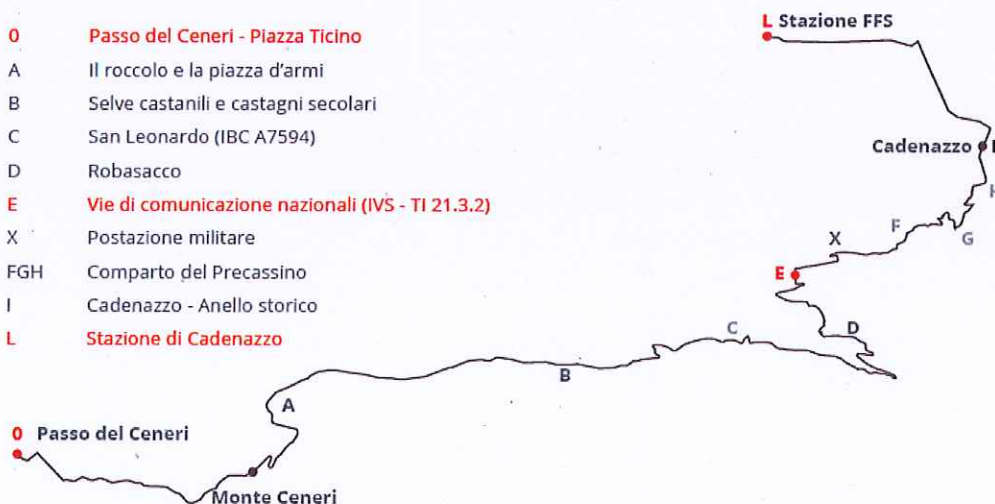 0 Passo del Ceneri - Piazza Ticino
A Il roccolo e la piazza d'armi
B Selve castanili e castagni secolari
C San Leonardo (IBC A7594)
D Robasacco
E Vie di comunicazione nazionali (IVS - TI 21.3.2)
X Postazione militare
FGH Comparto del Precassino
I Cadenazzo - Anello storico
L Stazione di Cadenazzo
L Stazione FFS
Cadenazzo I
H
F
G
X
E
D
C
B
A
0 Passo del Ceneri
Monte Ceneri